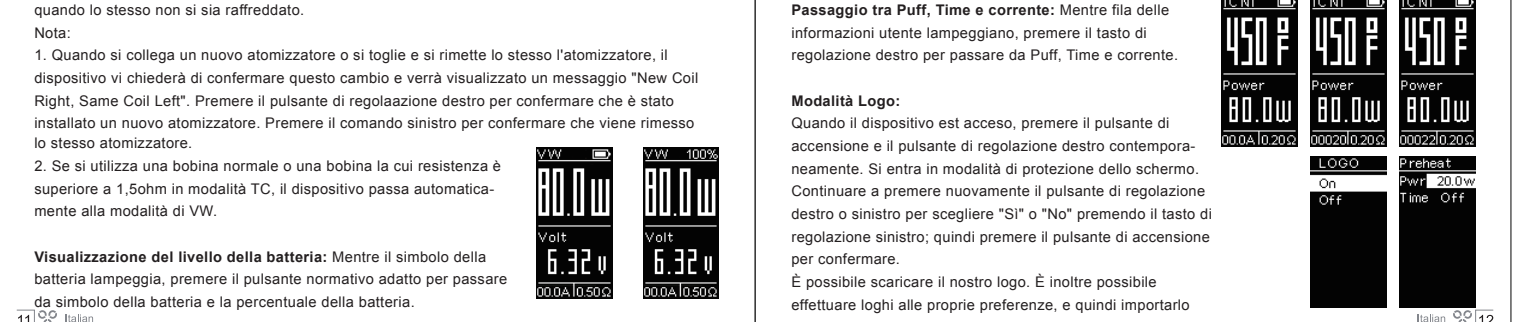 quando lo stesso non si sia raffreddato.
Nota:
1. Quando si collega un nuovo atomizzatore o si toglie e si rimette lo stesso l'atomizzatore, il
dispositivo vi chiederà di confermare questo cambio e verrà visualizzato un messaggio "New Coil
Right, Same Coil Left". Premere il pulsante di regolaazione destro per confermare che è stato
installato un nuovo atomizzatore. Premere il comando sinistro per confermare che viene rimesso
lo stesso atomizzatore.
2. Se si utilizza una bobina normale o una bobina la cui resistenza è
superiore a 1,5ohm in modalità TC, il dispositivo passa automatica-
mente alla modalità di VW.
VW
80.0w
Volt
6.32v
00.0A 0.50Ω
VW 100%
80.0w
Volt
6.32v
00.0A 0.50Ω
Visualizzazione del livello della batteria: Mentre il simbolo della
batteria lampeggia, premere il pulsante normativo adatto per passare
da simbolo della batteria e la percentuale della batteria.
11 Italian
Passaggio tra Puff, Time e corrente: Mentre fila delle
informazioni utente lampeggiano, premere il tasto di
regolazione destro per passare da Puff, Time e corrente.
Modalità Logo:
Quando il dispositivo est acceso, premere il pulsante di
accensione e il pulsante di regolazione destro contempora-
neamente. Si entra in modalità di protezione dello schermo.
Continuare a premere nuovamente il pulsante di regolazione
destro o sinistro per scegliere "Sì" o "No" premendo il tasto di
regolazione sinistro; quindi premere il pulsante di accensione
per confermare.
È possibile scaricare il nostro logo. È inoltre possibile
effettuare loghi alle proprie preferenze, e quindi importarlo
TC NI
450°F
Power
80.0w
00.0A 0.20Ω
TC NI
450°F
Power
80.0w
00020 0.20Ω
TC NI
450°F
Power
80.0w
00022 0.20Ω
LOGO
On
Off
Preheat
Pwr 20.0w
Time Off
Italian 12